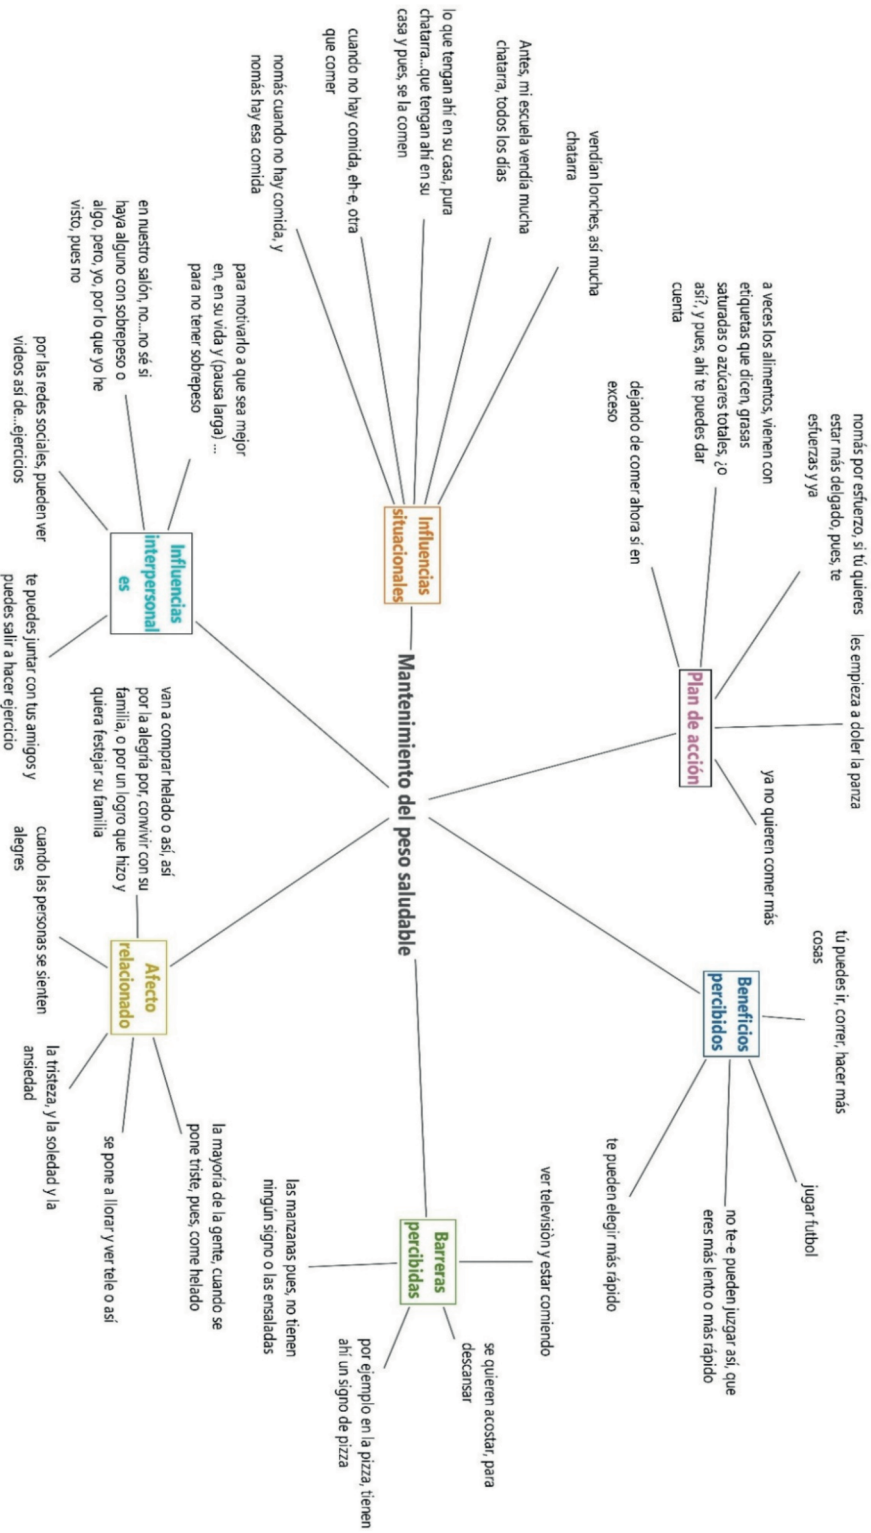 nomás por esfuerzo, si tú quieres
estar más delgado, pues, te
esfuerzas y ya
les empieza a doler la panza
a veces los alimentos, vienen con
etiquetas que dicen, grasas
saturadas o azúcares totales, ¿o
así?, y pues, ahí te puedes dar
cuenta
ya no quieren comer más
dejando de comer ahora sí en
exceso
Plan de acción
tú puedes ir, correr, hacer más
cosas
jugar futbol
Beneficios
percibidos
no te-e pueden juzgar así, que
eres más lento o más rápido
te pueden elegir más rápido
vendían lonches, así mucha
chatarra
Antes, mi escuela vendía mucha
chatarra, todos los días
lo que tengan ahí en su casa, pura
chatarra...que tengan ahí en su
casa y pues, se la comen
cuando no hay comida, eh-e, otra
que comer
nomás cuando no hay comida, y
nomás hay esa comida
Influencias
situacionales
Mantenimiento del peso saludable
ver televisiòn y estar comiendo
Barreras
percibidas
se quieren acostar, para
descansar
por ejemplo en la pizza, tienen
ahí un signo de pizza
las manzanas pues, no tienen
ningún signo o las ensaladas
para motivarlo a que sea mejor
en, en su vida y (pausa larga) ...
para no tener sobrepeso
en nuestro salón, no...no sé si
haya alguno con sobrepeso o
algo, pero, yo, por lo que yo he
visto, pues no
por las redes sociales, pueden ver
videos así de...ejercicios
Influencias
interpersonal
es
te puedes juntar con tus amigos y
puedes salir a hacer ejercicio
van a comprar helado o así, así
por la alegría por, convivir con su
familia, o por un logro que hizo y
quiera festejar su familia
Afecto
relacionado
cuando las personas se sienten
alegres
la tristeza, y la soledad y la
ansiedad
se pone a llorar y ver tele o así
la mayoría de la gente, cuando se
pone triste, pues, come helado